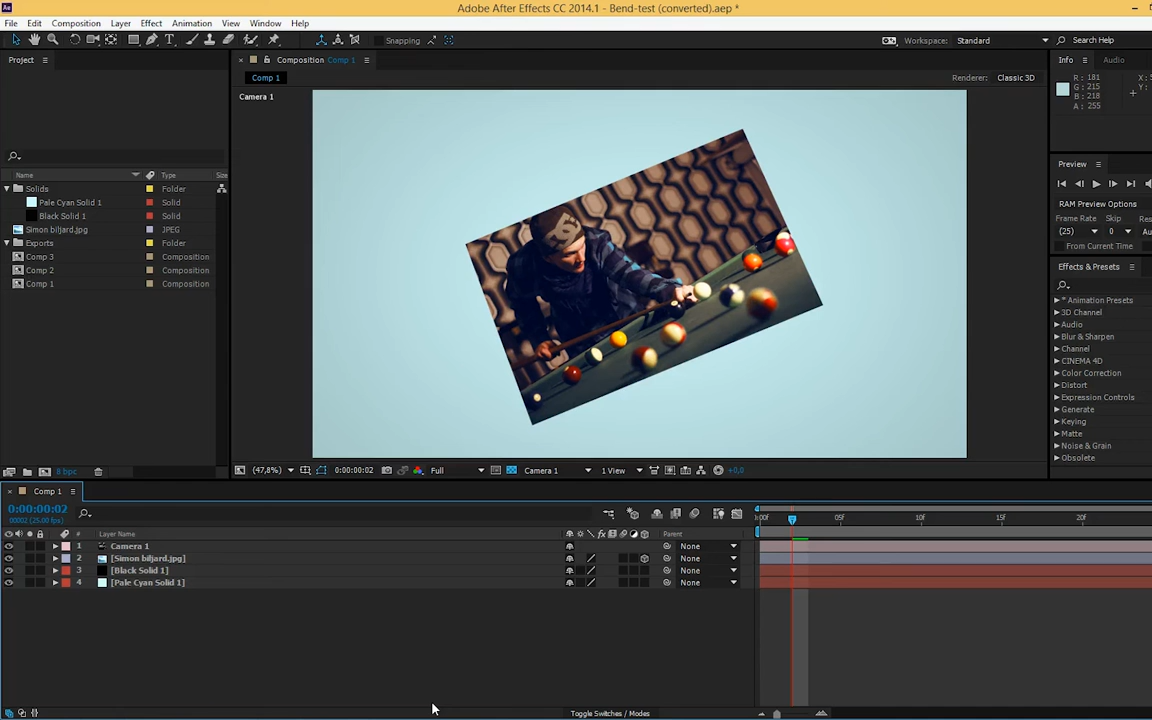 Adobe After Effects CC 2014.1 - Bend-test (converted).aep *
File Edit Composition Layer Effect Animation View Window Help
Snapping
Workspace: Standard
Search Help
Project
Composition Comp 1
Info Audio
Comp 1
Renderer: Classic 3D
Camera 1
R: 181
G: 215
B: 218
A: 255
X:
Y:
Preview
RAM Preview Options
Frame Rate Skip
(25) 0
From Current Time
Name Type
Solids Folder
Pale Cyan Solid 1 Solid
Black Solid 1 Solid
Simon biljard.jpg JPEG
Exports Folder
Comp 3 Composition
Comp 2 Composition
Comp 1 Composition
Effects & Presets
* Animation Presets
3D Channel
Audio
Blur & Sharpen
Channel
CINEMA 4D
Color Correction
Distort
Expression Controls
Generate
Keying
Matte
Noise & Grain
Obsolete
8 bpc
(47,8%) 0:00:00:02 Full Camera 1 1 View +0,0
Comp 1
0:00:00:02
00002 (25.00 fps)
05F 10F 15F 20F
# Layer Name Parent
1 Camera 1 None
2 [Simon biljard.jpg] None
3 [Black Solid 1] None
4 [Pale Cyan Solid 1] None
Toggle Switches / Modes